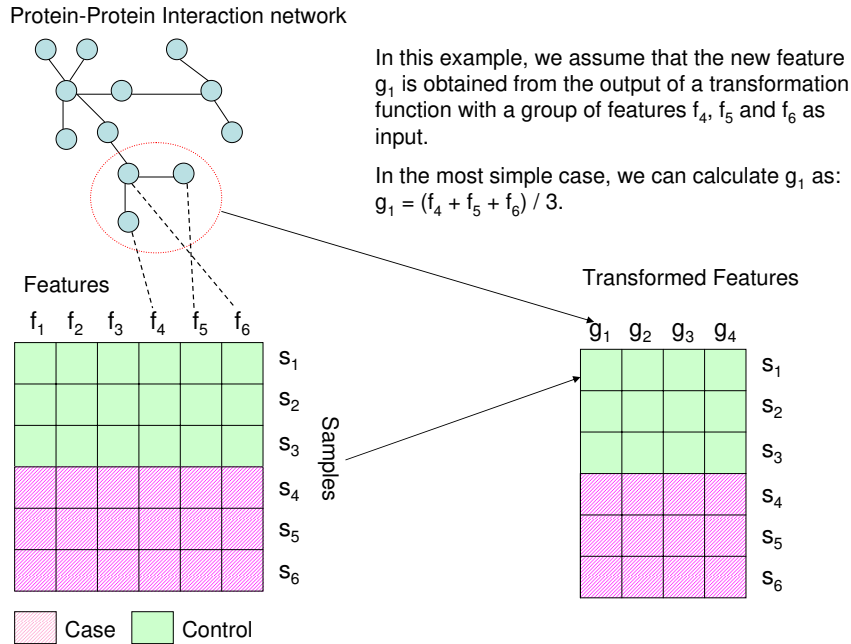 Protein-Protein Interaction network
In this example, we assume that the new feature
g₁ is obtained from the output of a transformation
function with a group of features f₄, f₅ and f₆ as
input.
In the most simple case, we can calculate g₁ as:
g₁ = (f₄ + f₅ + f₆) / 3.
Features
f₁ f₂ f₃ f₄ f₅ f₆
s₁
s₂
s₃
s₄
s₅
s₆
Samples
Transformed Features
g₁ g₂ g₃ g₄
s₁
s₂
s₃
s₄
s₅
s₆
Case
Control